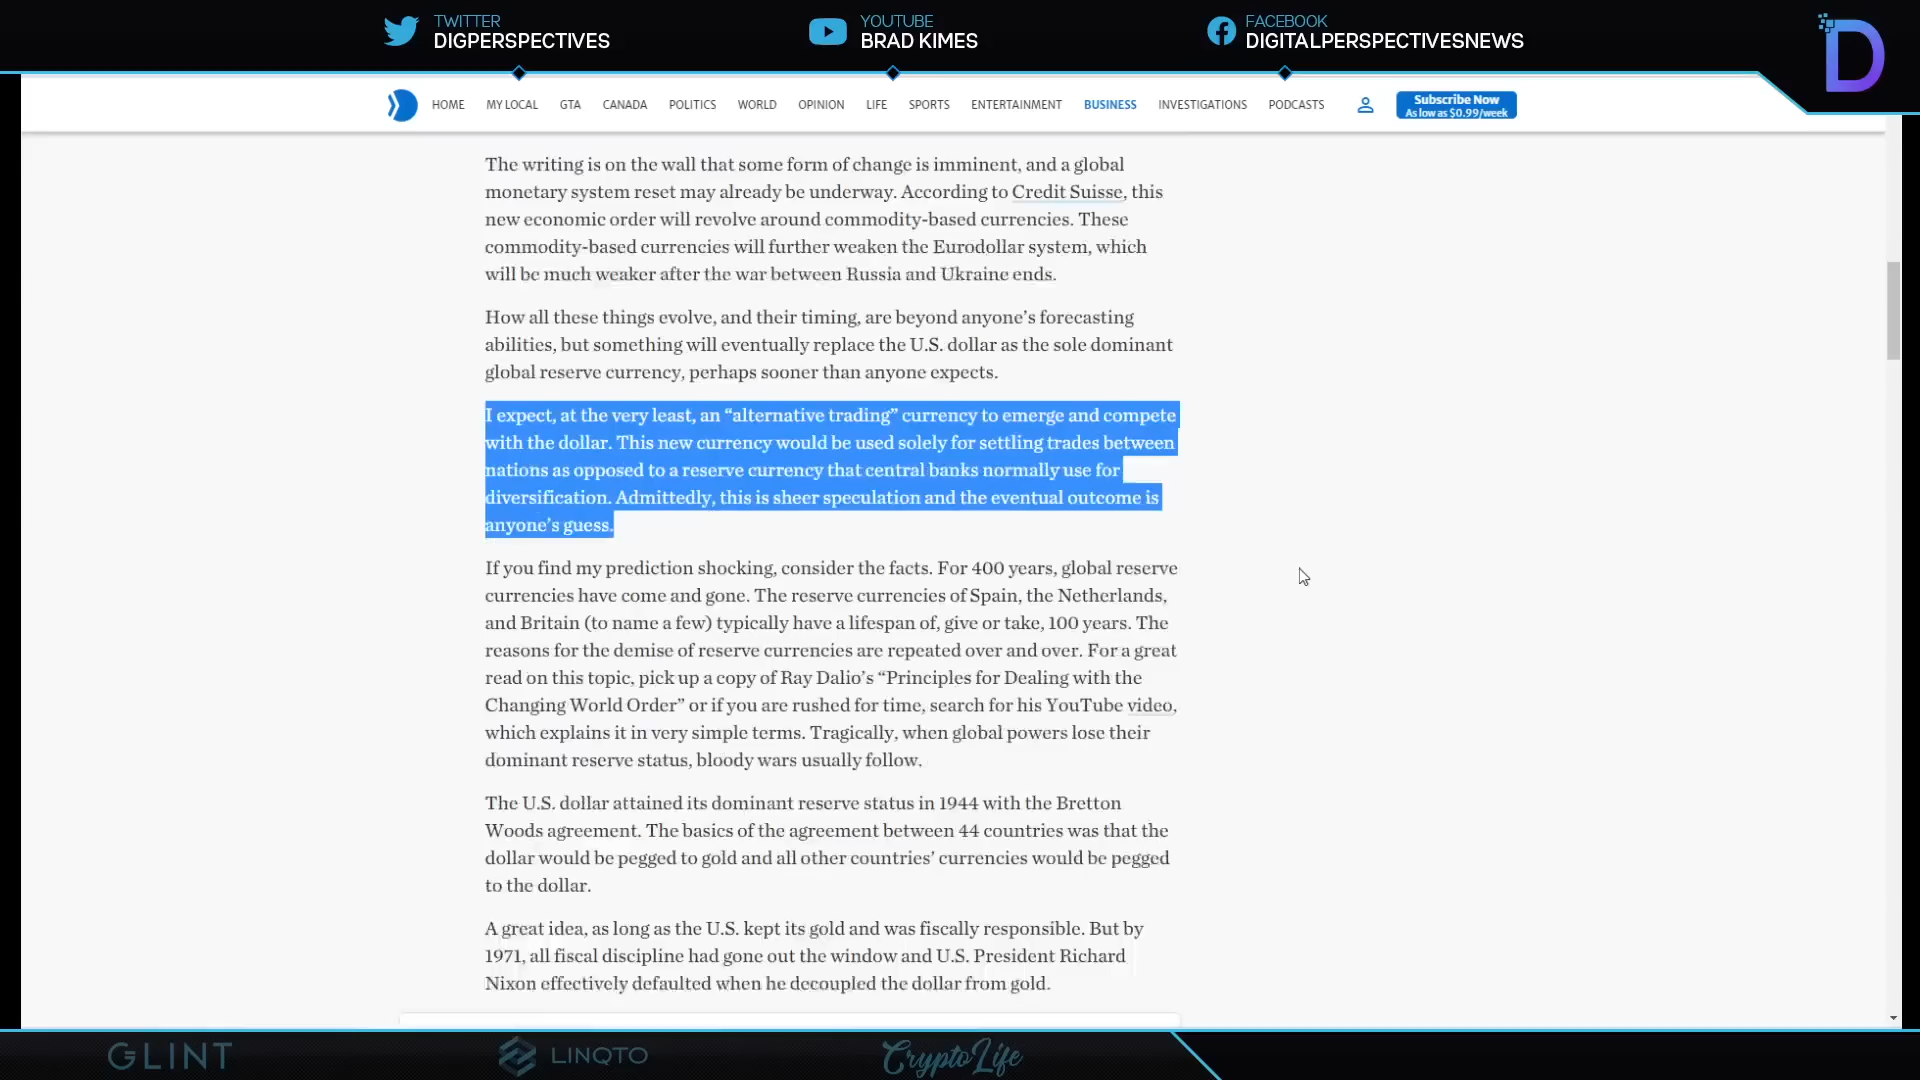 TWITTER
DIGPERSPECTIVES
YOUTUBE
BRAD KIMES
FACEBOOK
DIGITALPERSPECTIVESNEWS
D
HOME MY LOCAL GTA CANADA POLITICS WORLD OPINION LIFE SPORTS ENTERTAINMENT BUSINESS INVESTIGATIONS PODCASTS
Subscribe Now
As low as $0.99/week
The writing is on the wall that some form of change is imminent, and a global
monetary system reset may already be underway. According to Credit Suisse, this
new economic order will revolve around commodity-based currencies. These
commodity-based currencies will further weaken the Eurodollar system, which
will be much weaker after the war between Russia and Ukraine ends.
How all these things evolve, and their timing, are beyond anyone’s forecasting
abilities, but something will eventually replace the U.S. dollar as the sole dominant
global reserve currency, perhaps sooner than anyone expects.
I expect, at the very least, an “alternative trading” currency to emerge and compete
with the dollar. This new currency would be used solely for settling trades between
nations as opposed to a reserve currency that central banks normally use for
diversification. Admittedly, this is sheer speculation and the eventual outcome is
anyone’s guess.
If you find my prediction shocking, consider the facts. For 400 years, global reserve
currencies have come and gone. The reserve currencies of Spain, the Netherlands,
and Britain (to name a few) typically have a lifespan of, give or take, 100 years. The
reasons for the demise of reserve currencies are repeated over and over. For a great
read on this topic, pick up a copy of Ray Dalio’s “Principles for Dealing with the
Changing World Order” or if you are rushed for time, search for his YouTube video,
which explains it in very simple terms. Tragically, when global powers lose their
dominant reserve status, bloody wars usually follow.
The U.S. dollar attained its dominant reserve status in 1944 with the Bretton
Woods agreement. The basics of the agreement between 44 countries was that the
dollar would be pegged to gold and all other countries’ currencies would be pegged
to the dollar.
A great idea, as long as the U.S. kept its gold and was fiscally responsible. But by
1971, all fiscal discipline had gone out the window and U.S. President Richard
Nixon effectively defaulted when he decoupled the dollar from gold.
GLINT
LINQTO
CryptoLife